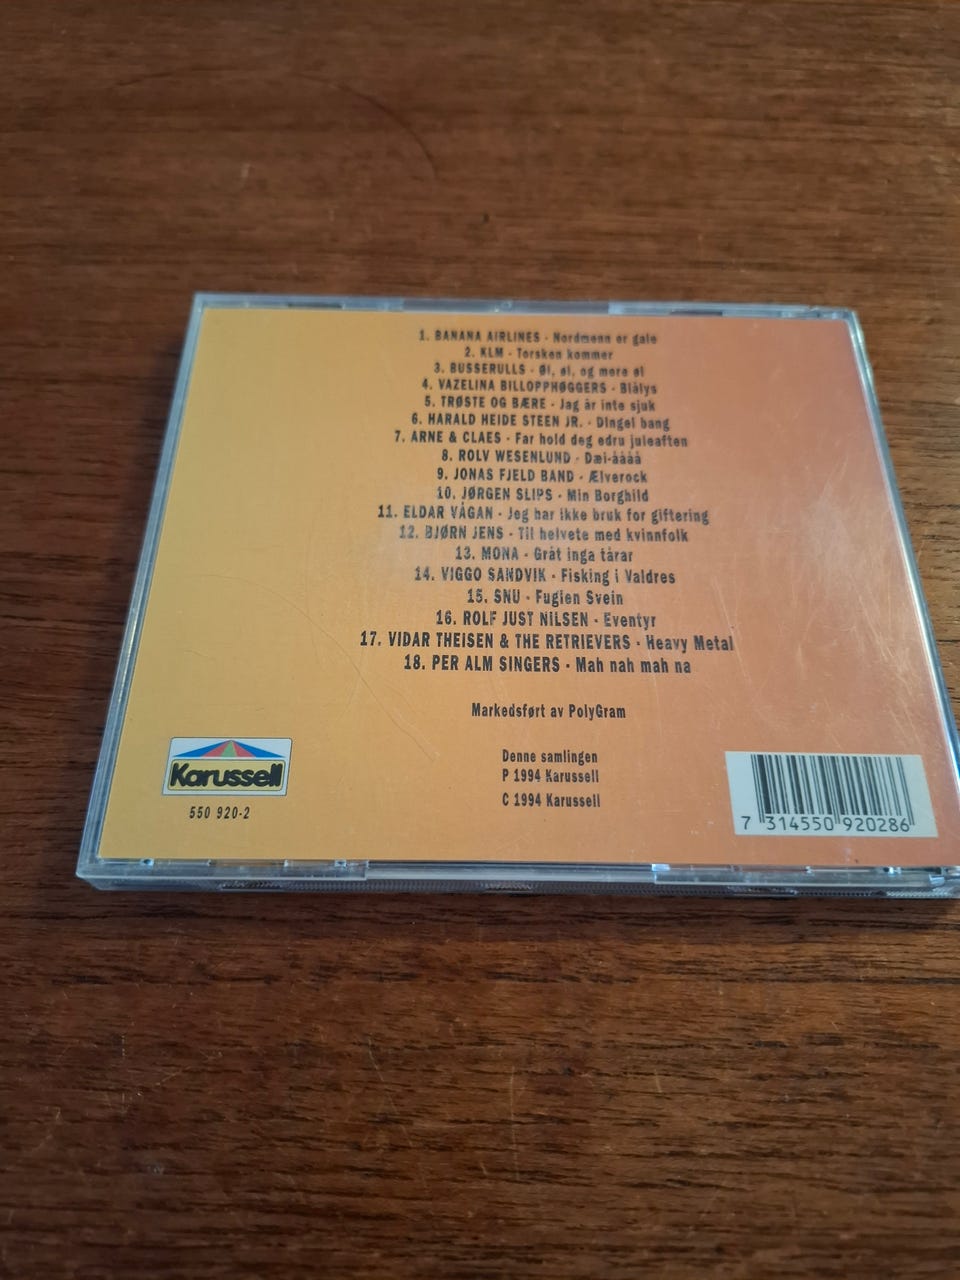 1. BANANA AIRLINES - Nordmenn er gale
2. KLM - Torsken kommer
3. BUSSERULLS - Øl, øl, og mere øl
4. VAZELINA BILLOPPHØGGERS - Blålys
5. TRØSTE OG BÆRE - Jag är inte sjuk
6. HARALD HEIDE STEEN JR. - Dingel bang
7. ARNE & CLAES - Far hold deg edru juleaften
8. ROLV WESENLUND - Dæi-åååå
9. JONAS FJELD BAND - Ælverock
10. JØRGEN SLIPS - Min Borghild
11. ELDAR VÅGAN - Jeg har ikke bruk for giftering
12. BJØRN JENS - Til helvete med kvinnfolk
13. MONA - Gråt inga tårar
14. VIGGO SANDVIK - Fisking i Valdres
15. SNU - Fuglen Svein
16. ROLF JUST NILSEN - Eventyr
17. VIDAR THEISEN & THE RETRIEVERS - Heavy Metal
18. PER ALM SINGERS - Mah nah mah na
Markedsført av PolyGram
Denne samlingen
P 1994 Karussell
C 1994 Karussell
Karussell
550 920-2
7 314550 920286